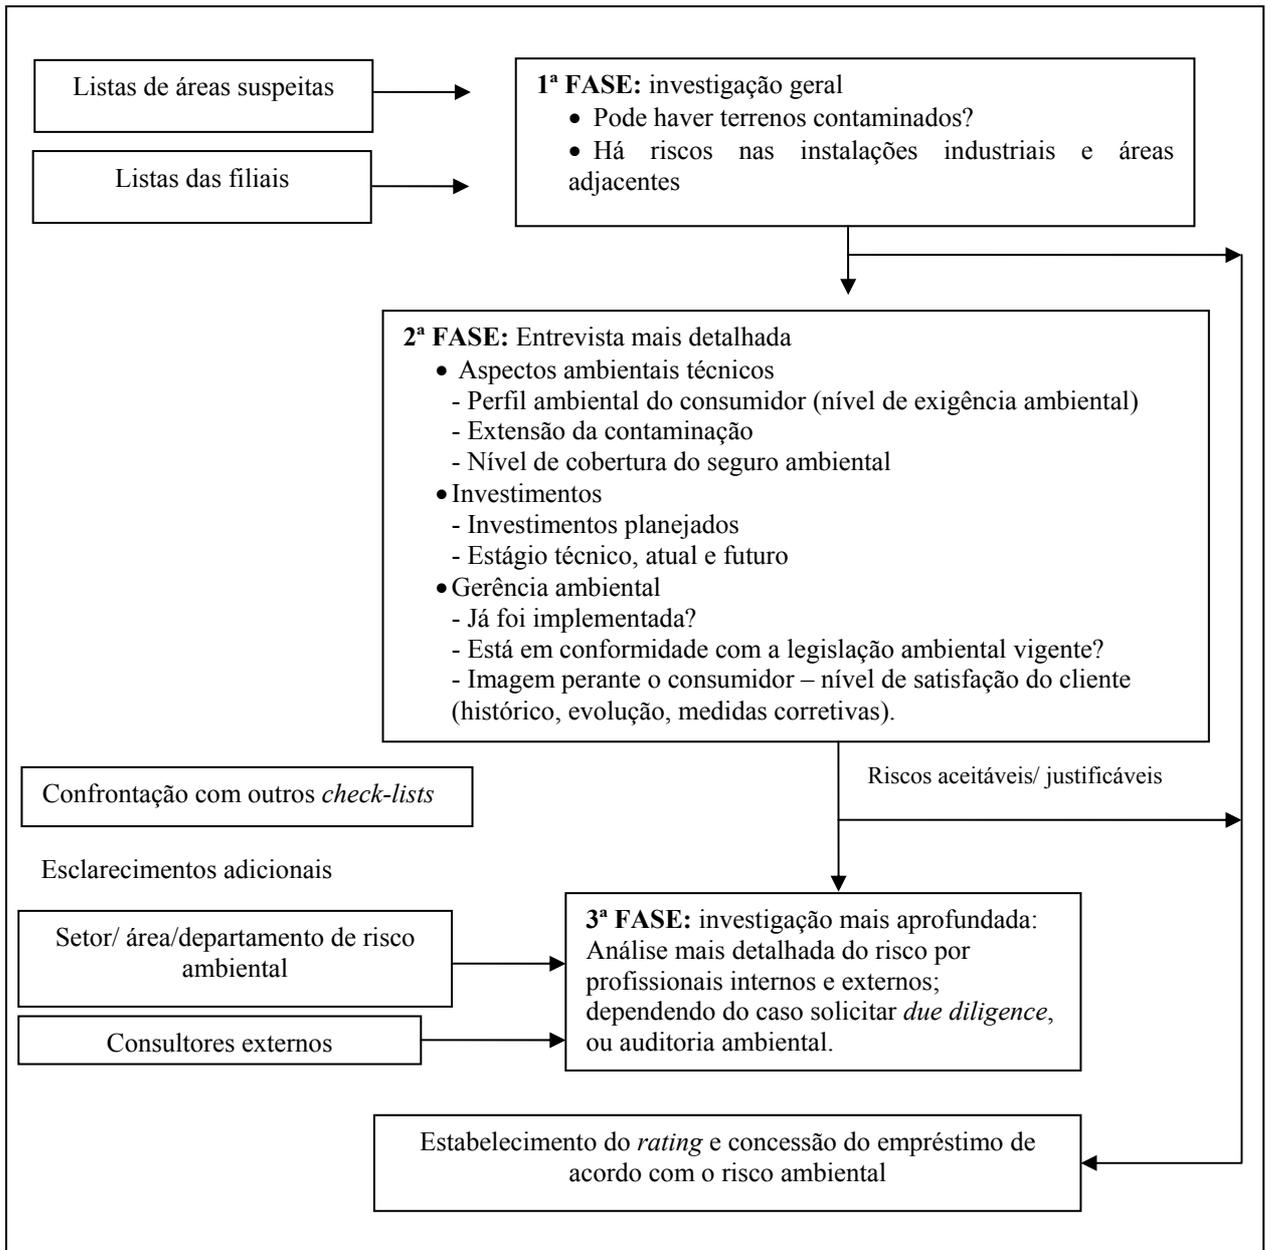 Listas de áreas suspeitas
Listas das filiais
1ª FASE: investigação geral
• Pode haver terrenos contaminados?
• Há riscos nas instalações industriais e áreas
adjacentes
2ª FASE: Entrevista mais detalhada
• Aspectos ambientais técnicos
- Perfil ambiental do consumidor (nível de exigência ambiental)
- Extensão da contaminação
- Nível de cobertura do seguro ambiental
• Investimentos
- Investimentos planejados
- Estágio técnico, atual e futuro
• Gerência ambiental
- Já foi implementada?
- Está em conformidade com a legislação ambiental vigente?
- Imagem perante o consumidor – nível de satisfação do cliente
(histórico, evolução, medidas corretivas).
Riscos aceitáveis/ justificáveis
Confrontação com outros check-lists
Esclarecimentos adicionais
Setor/ área/departamento de risco
ambiental
Consultores externos
3ª FASE: investigação mais aprofundada:
Análise mais detalhada do risco por
profissionais internos e externos;
dependendo do caso solicitar due diligence,
ou auditoria ambiental.
Estabelecimento do rating e concessão do empréstimo de
acordo com o risco ambiental